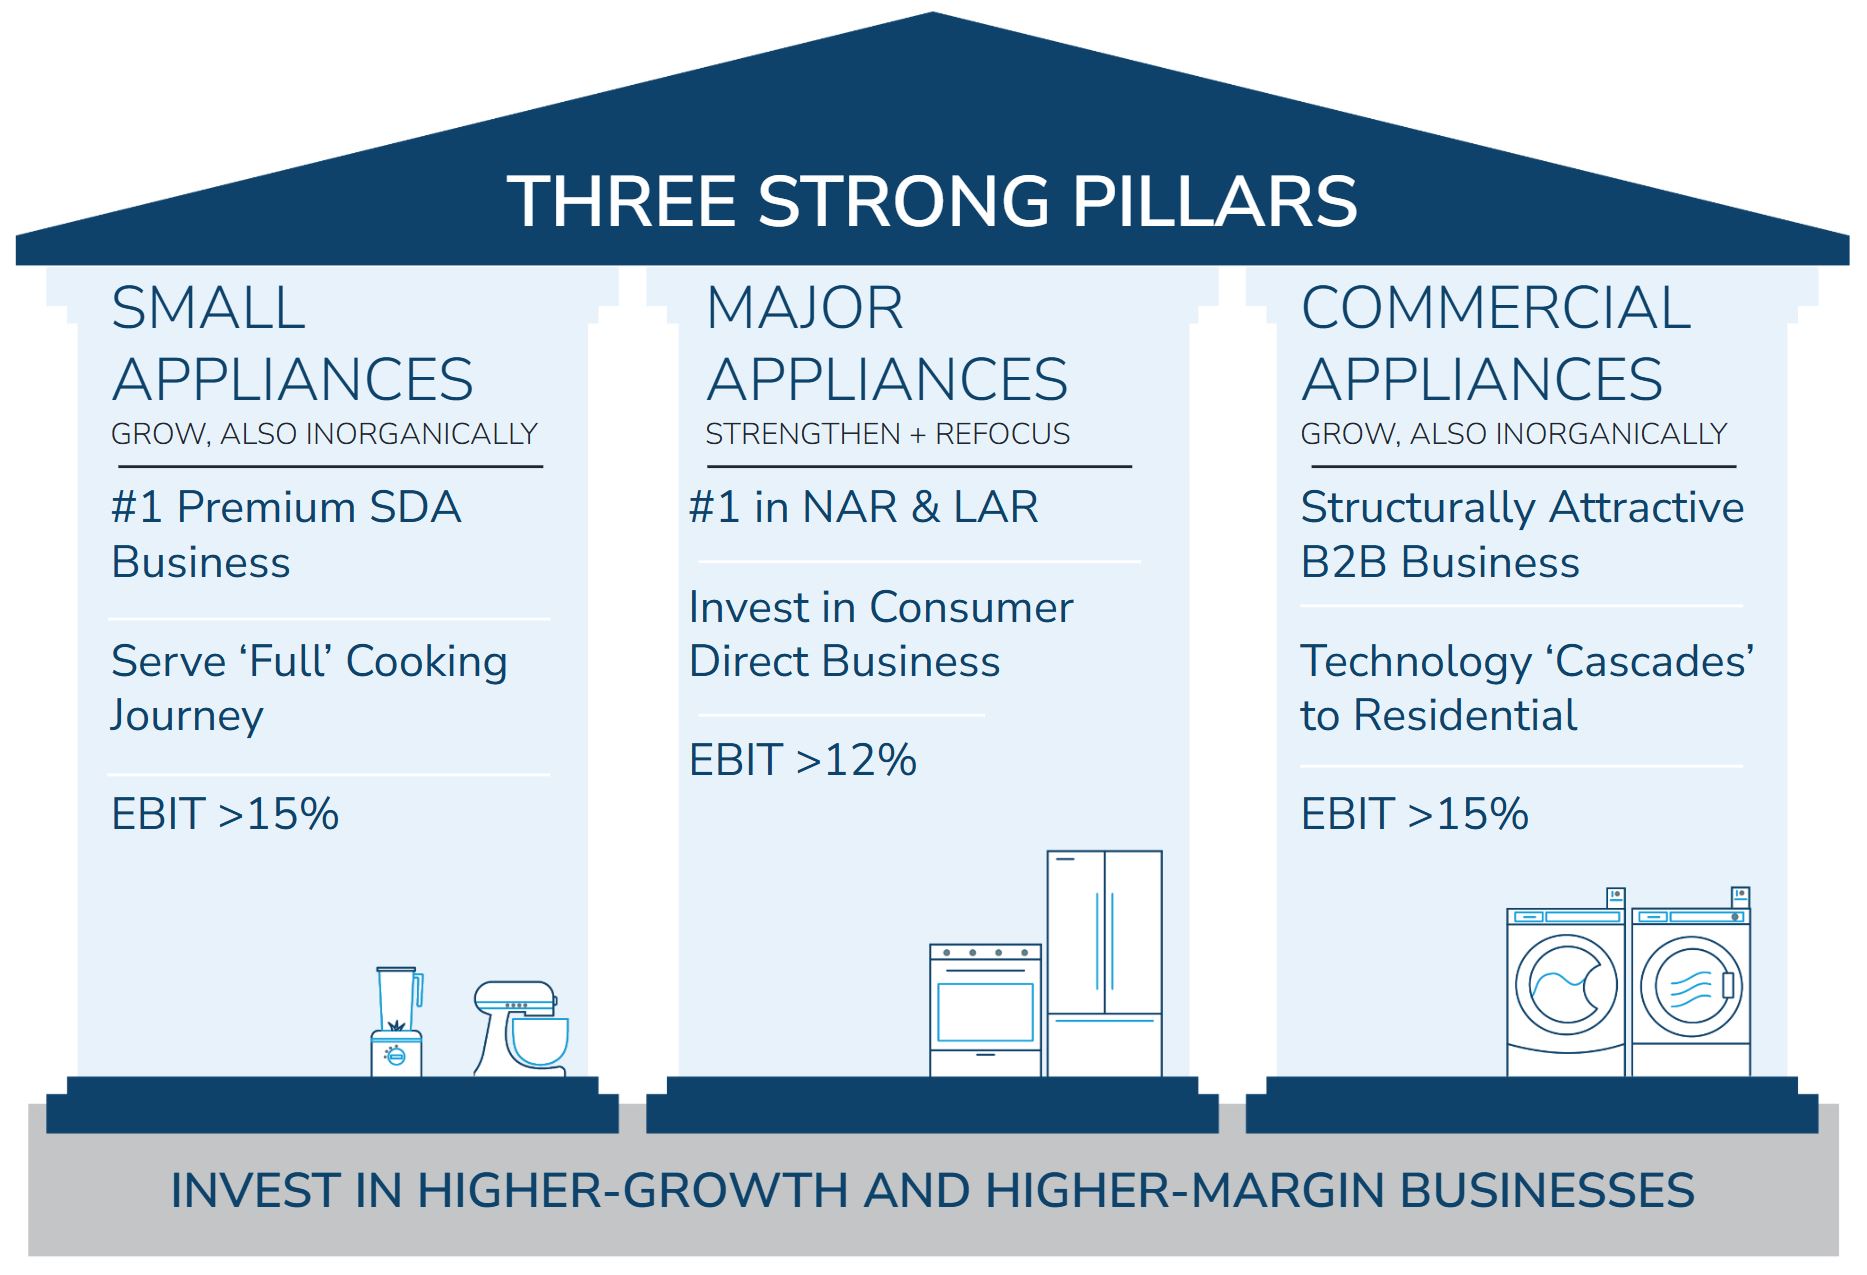 THREE STRONG PILLARS
SMALL
APPLIANCES
GROW, ALSO INORGANICALLY
#1 Premium SDA
Business
Serve ‘Full’ Cooking
Journey
EBIT >15%
MAJOR
APPLIANCES
STRENGTHEN + REFOCUS
#1 in NAR & LAR
Invest in Consumer
Direct Business
EBIT >12%
COMMERCIAL
APPLIANCES
GROW, ALSO INORGANICALLY
Structurally Attractive
B2B Business
Technology ‘Cascades’
to Residential
EBIT >15%
INVEST IN HIGHER-GROWTH AND HIGHER-MARGIN BUSINESSES